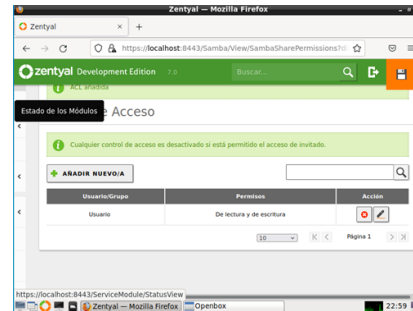 Zentyal — Mozilla Firefox
Zentyal
https://localhost:8443/Samba/View/SambaSharePermissions?di
zentyal Development Edition 7.0
Buscar...
ACL añadida
Estado de los Módulos
e Acceso
Cualquier control de acceso es desactivado si está permitido el acceso de invitado.
AÑADIR NUEVO/A
Usuario/Grupo Permisos Acción
Usuario De lectura y de escritura
10 Página 1
https://localhost:8443/ServiceModule/StatusView
Zentyal — Mozilla Firefox Openbox 22:59